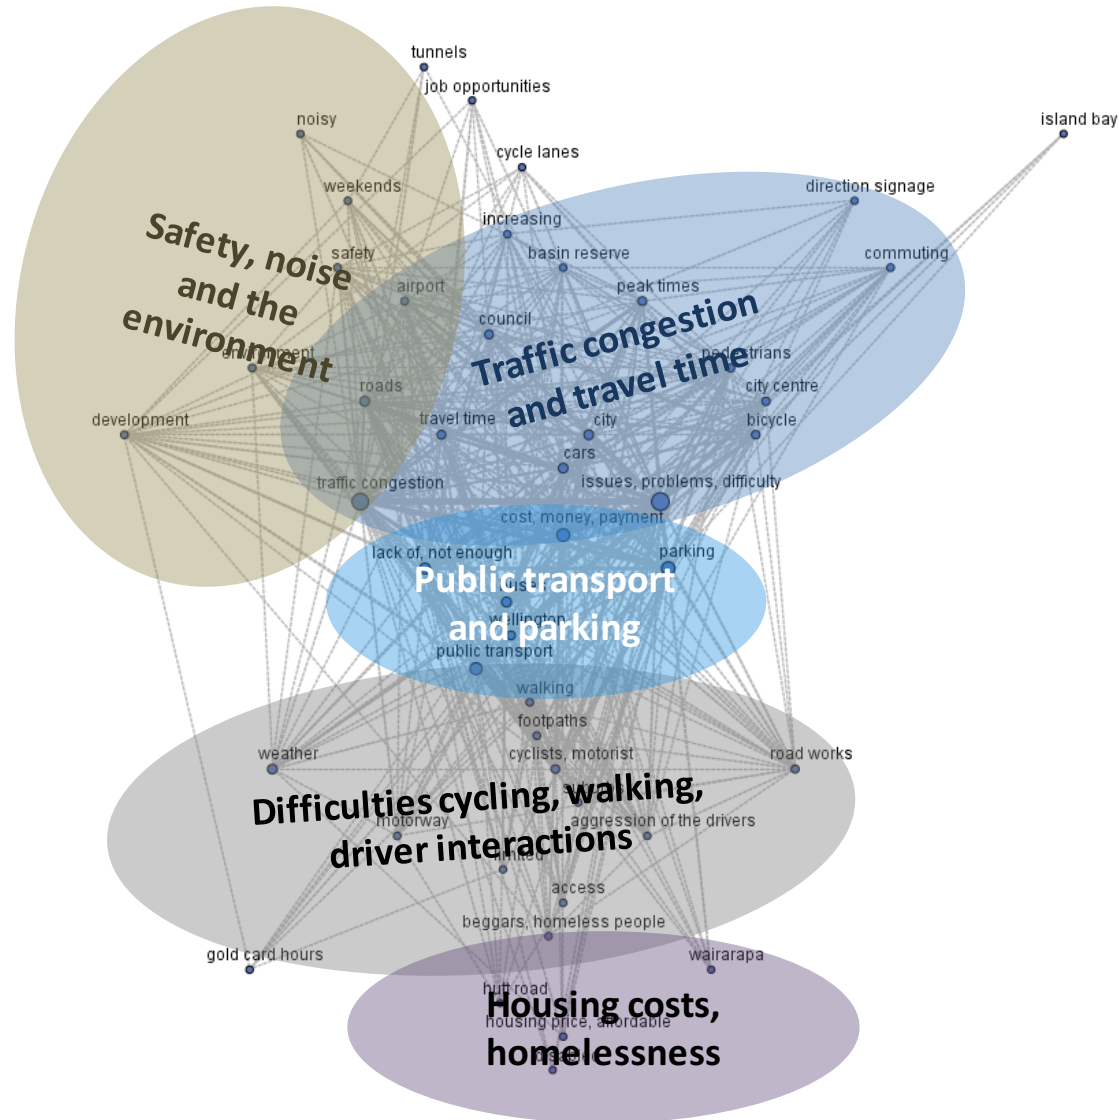 tunnels
job opportunities
noisy
island bay
cycle lanes
weekends
direction signage
increasing
Safety, noise
and the
environment
safety
basin reserve
commuting
airport
peak times
council
Traffic congestion
and travel time
environment
pedestrians
roads
city centre
development
travel time
city
bicycle
cars
traffic congestion
issues, problems, difficulty
cost, money, payment
lack of, not enough
parking
Public transport
and parking
wellington
public transport
walking
footpaths
weather
cyclists, motorist
road works
Difficulties cycling, walking,
driver interactions
motorway
aggression of the drivers
limited
access
beggars, homeless people
gold card hours
wairarapa
hutt road
Housing costs,
homelessness
housing price, affordable